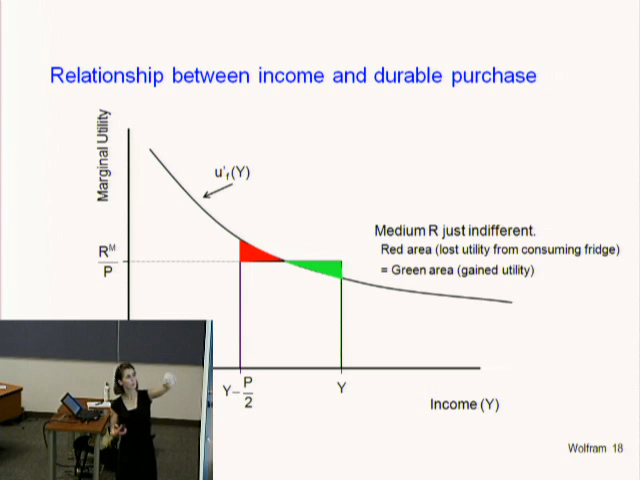 Relationship between income and durable purchase
Marginal Utility
u'f(Y)
Medium R just indifferent.
Red area (lost utility from consuming fridge)
= Green area (gained utility)
R^M
P
Y– P
2
Y
Income (Y)
Wolfram 18